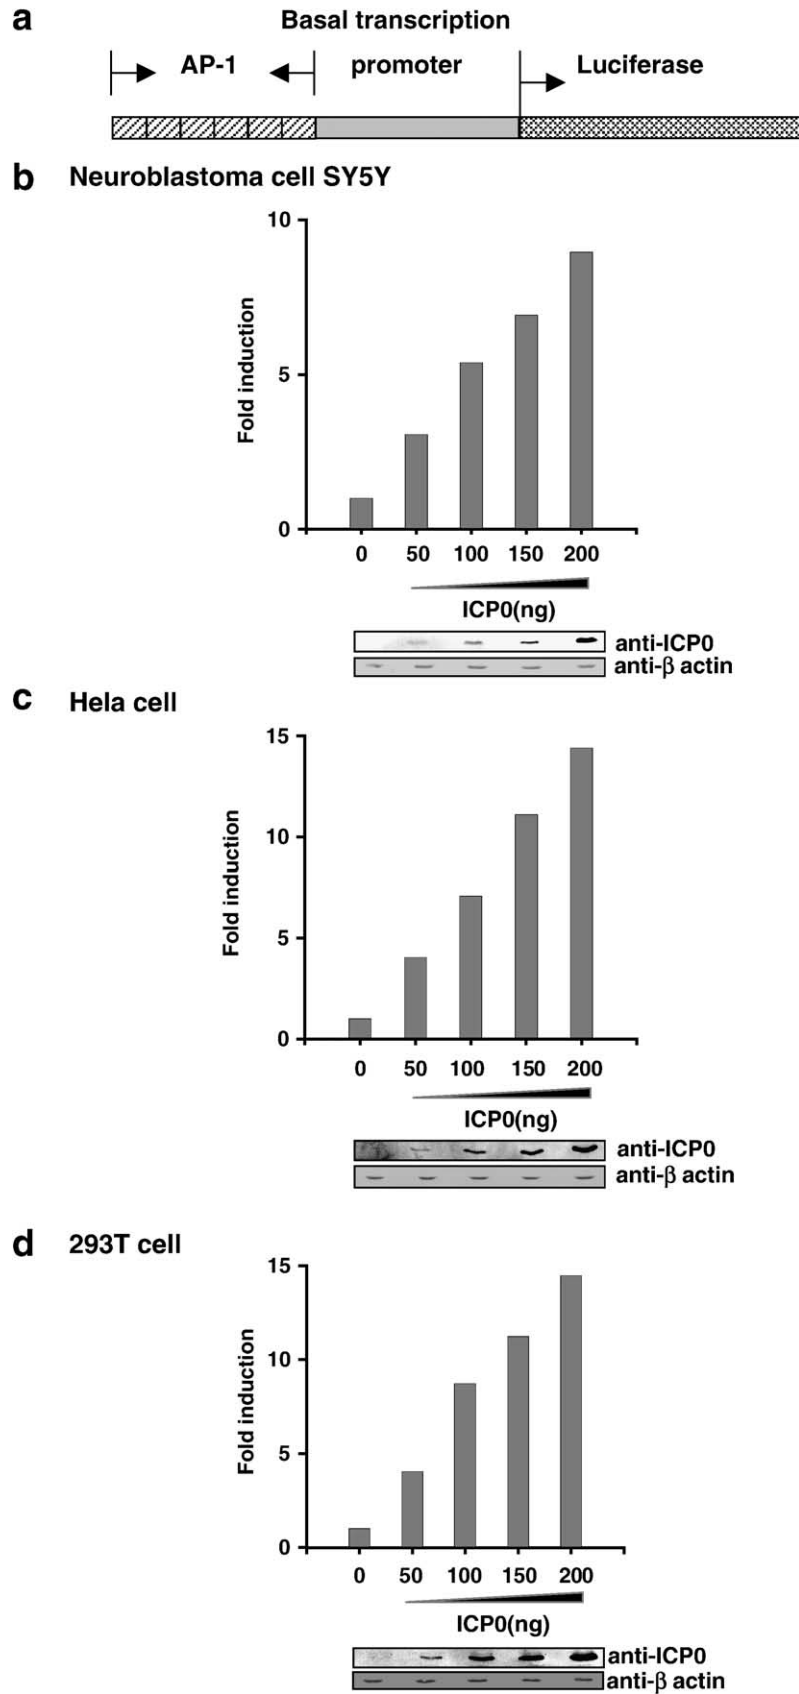 a
Basal transcription
AP-1 promoter Luciferase
b Neuroblastoma cell SY5Y
10
5
0
Fold induction
0 50 100 150 200
ICP0(ng)
anti-ICP0
anti-β actin
c Hela cell
15
10
5
0
Fold induction
0 50 100 150 200
ICP0(ng)
anti-ICP0
anti-β actin
d 293T cell
15
10
5
0
Fold induction
0 50 100 150 200
ICP0(ng)
anti-ICP0
anti-β actin